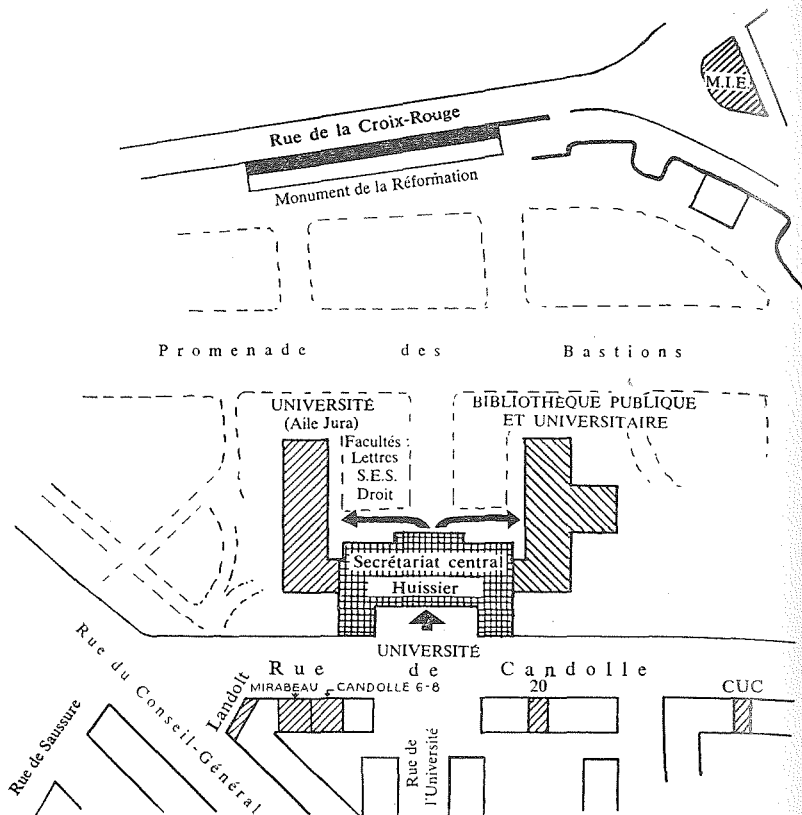 M.I.E.
Rue de la Croix-Rouge
Monument de la Réformation
Promenade des Bastions
UNIVERSITÉ
(Aile Jura)
Facultés :
Lettres
S.E.S.
Droit
BIBLIOTHÈQUE PUBLIQUE
ET UNIVERSITAIRE
Secrétariat central
Huissier
UNIVERSITÉ
Rue de Candolle
MIRABEAU
CANDOLLE 6-8
20
CUC
Landolt
Rue du Conseil-Général
Rue de Saussure
Rue de
l'Université